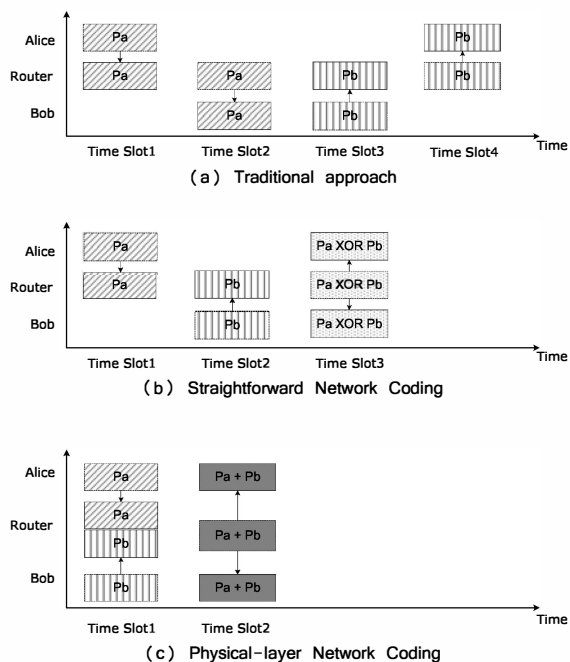 Alice
Pa
Pb
Router
Pa
Pa
Pb
Pb
Bob
Pa
Pb
Time
Time Slot1
Time Slot2
Time Slot3
Time Slot4
(a) Traditional approach
Alice
Pa
Pa XOR Pb
Router
Pa
Pb
Pa XOR Pb
Bob
Pb
Pa XOR Pb
Time
Time Slot1
Time Slot2
Time Slot3
(b) Straightforward Network Coding
Alice
Pa
Pa + Pb
Pa
Router
Pb
Pa + Pb
Bob
Pb
Pa + Pb
Time
Time Slot1
Time Slot2
(c) Physical-layer Network Coding